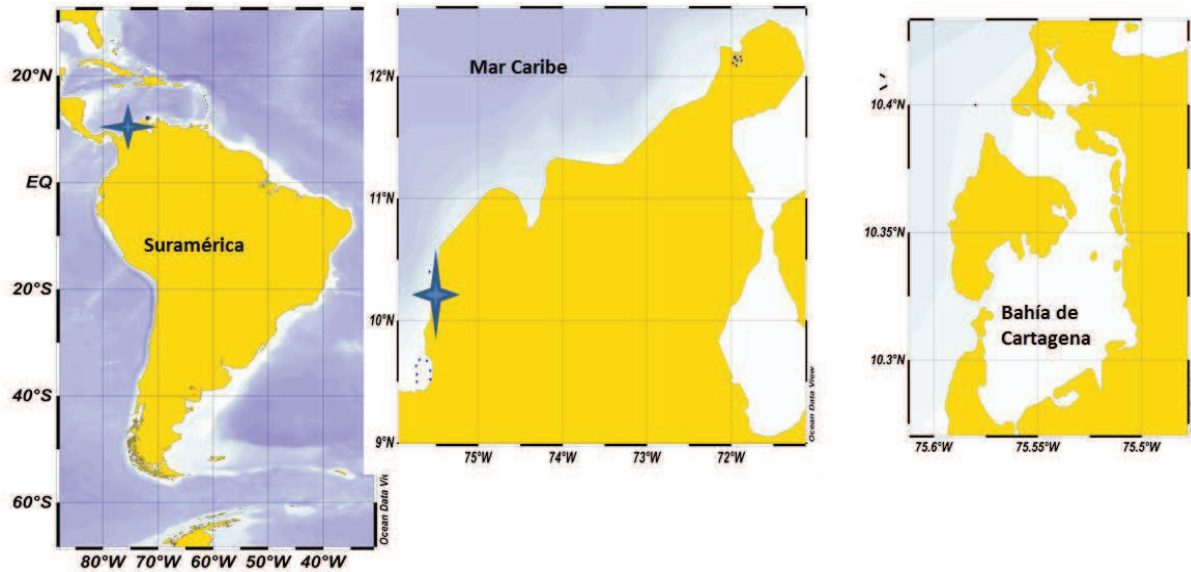 20°N
EQ
20°S
40°S
60°S
80°W 70°W 60°W 50°W 40°W
Suramérica
Ocean Data Vie
Mar Caribe
12°N
11°N
10°N
9°N
75°W 74°W 73°W 72°W
Ocean Data View
10.4°N
10.35°N
10.3°N
75.6°W 75.55°W 75.5°W
Bahía de
Cartagena